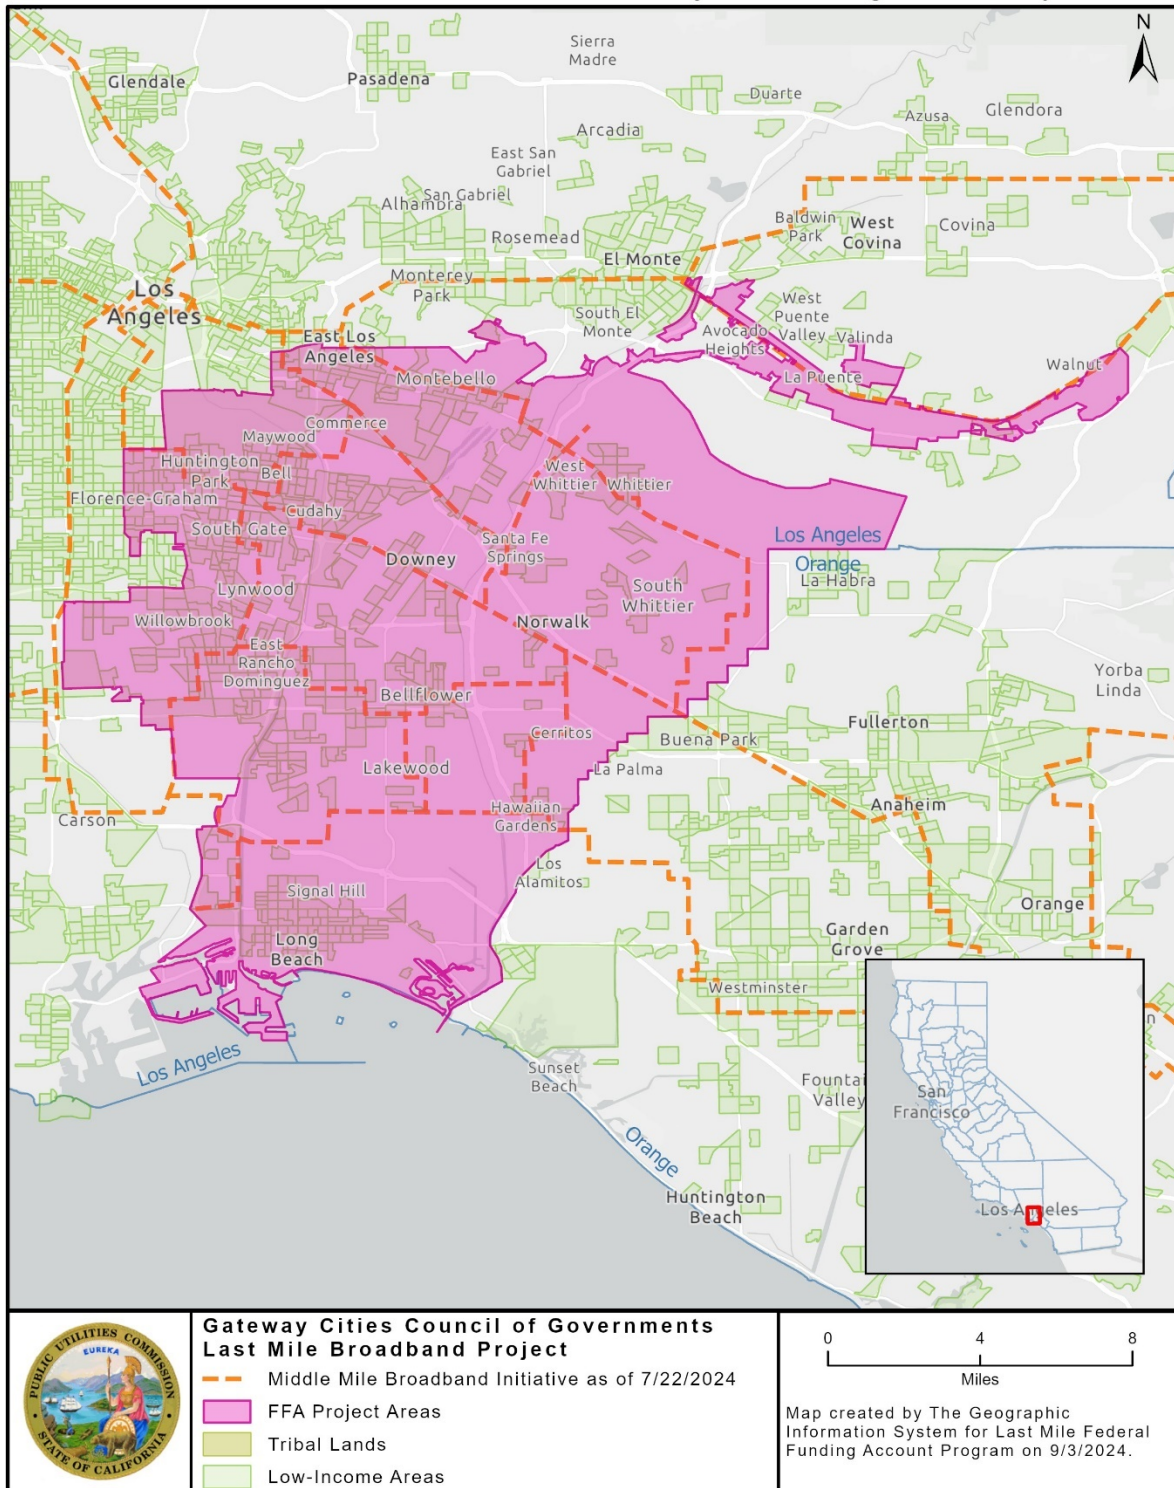 N
Sierra
Madre
Glendale
Pasadena
Duarte
Glendora
Azusa
Arcadia
East San
Gabriel
San Gabriel
Alhambra
Baldwin
Park
West
Covina
Covina
Rosemead
El Monte
Monterey
Park
Los
Angeles
South El
Monte
West
Puente
Valley
Avocado
Heights
Valinda
East Los
Angeles
Walnut
La Puente
Montebello
Commerce
Maywood
Huntington
Park
Bell
West
Whittier
Whittier
Florence-Graham
Cudahy
South Gate
Santa Fe
Springs
Los Angeles
Orange
La Habra
Downey
Lynwood
South
Whittier
Willowbrook
Norwalk
East
Rancho
Dominguez
Yorba
Linda
Bellflower
Fullerton
Cerritos
Buena Park
Lakewood
La Palma
Anaheim
Hawaiian
Gardens
Carson
Los
Alamitos
Signal Hill
Orange
Long
Beach
Garden
Grove
Westminster
n
Los Angeles
Sunset
Beach
Fountai
Valley
San
Francisco
Orange
Huntington
Beach
Los Angeles
Gateway Cities Council of Governments
Last Mile Broadband Project
Middle Mile Broadband Initiative as of 7/22/2024
FFA Project Areas
Tribal Lands
Low-Income Areas
PUBLIC UTILITIES COMMISSION
EUREKA
STATE OF CALIFORNIA
0 4 8
Miles
Map created by The Geographic
Information System for Last Mile Federal
Funding Account Program on 9/3/2024.